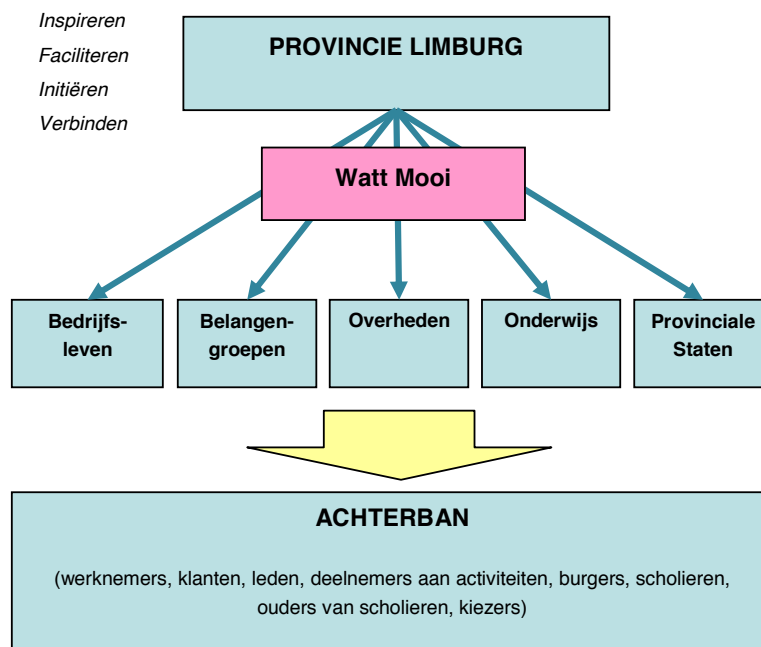 Inspireren
Faciliteren
Initiëren
Verbinden
PROVINCIE LIMBURG
Watt Mooi
Bedrijfs-
leven
Belangen-
groepen
Overheden
Onderwijs
Provinciale
Staten
ACHTERBAN
(werknemers, klanten, leden, deelnemers aan activiteiten, burgers, scholieren,
ouders van scholieren, kiezers)